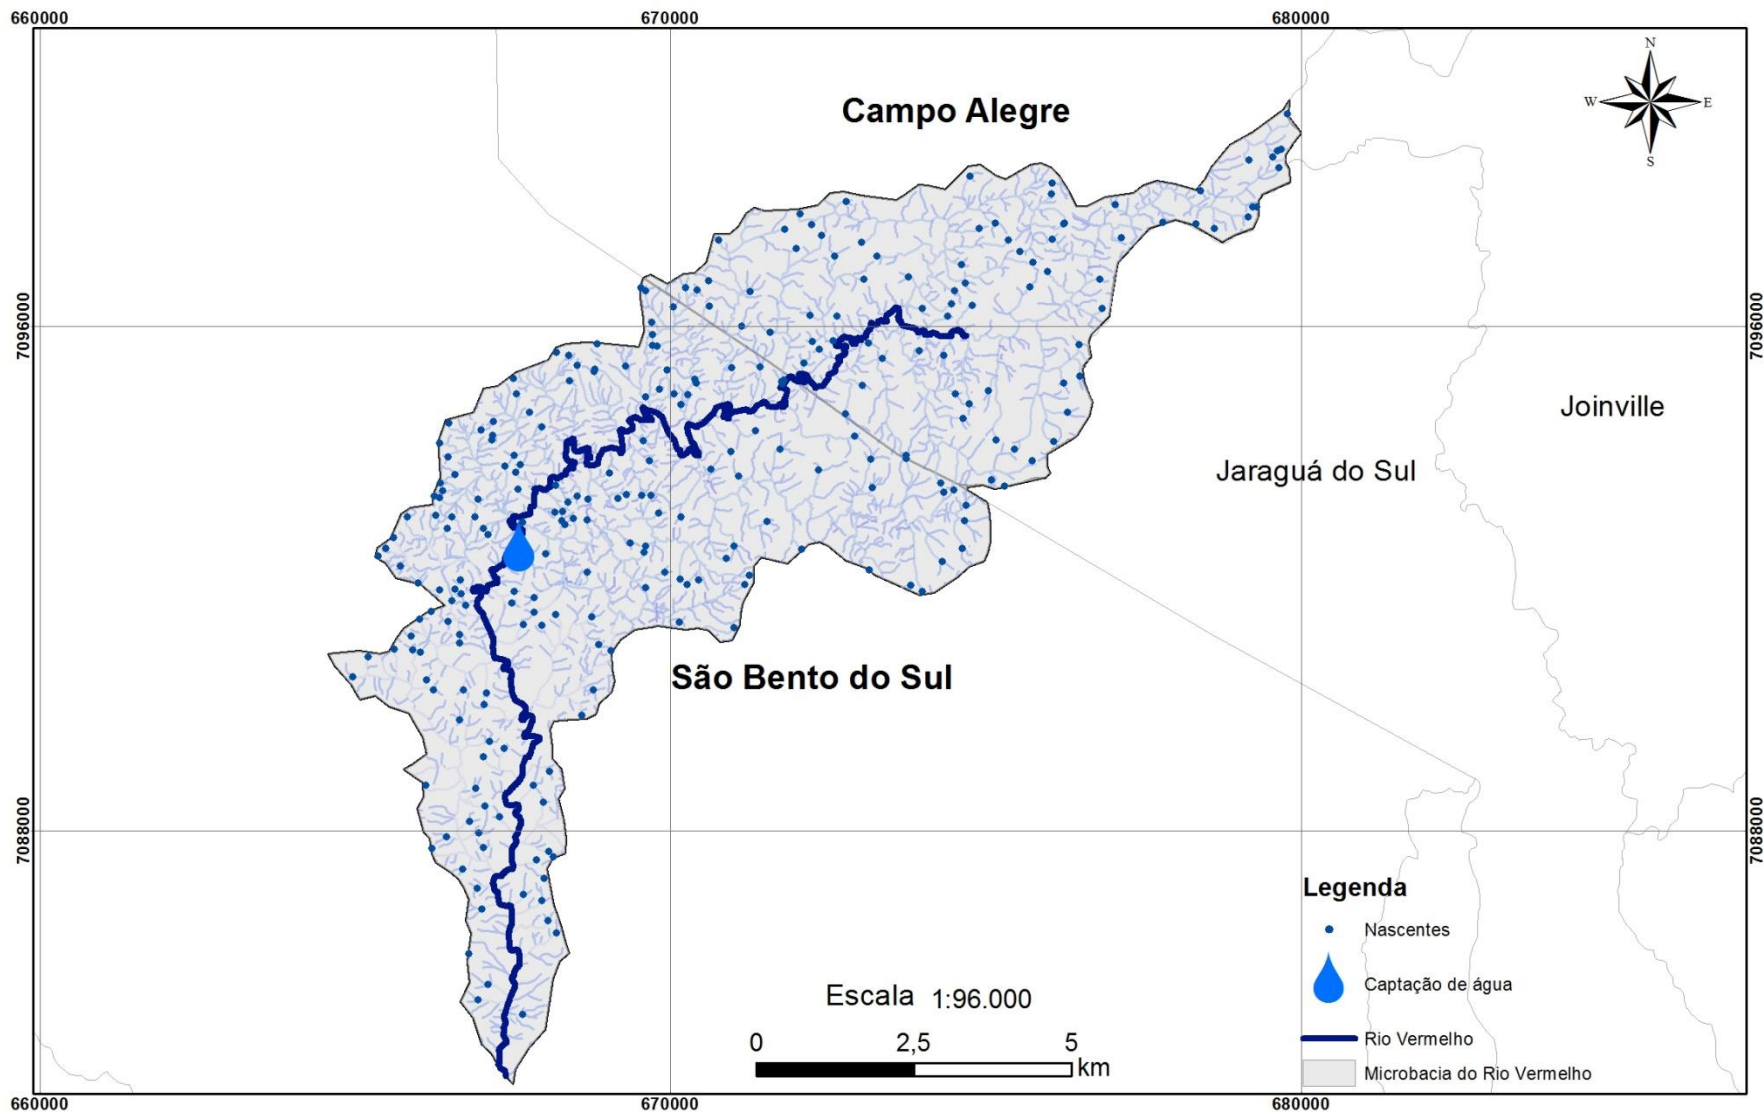 660000 670000 680000
N
W E
S
Campo Alegre
7096000 7096000
Joinville
Jaraguá do Sul
São Bento do Sul
7088000 7088000
Legenda
Nascentes
Captação de água
Rio Vermelho
Microbacia do Rio Vermelho
Escala 1:96.000
0 2,5 5
km
660000 670000 680000